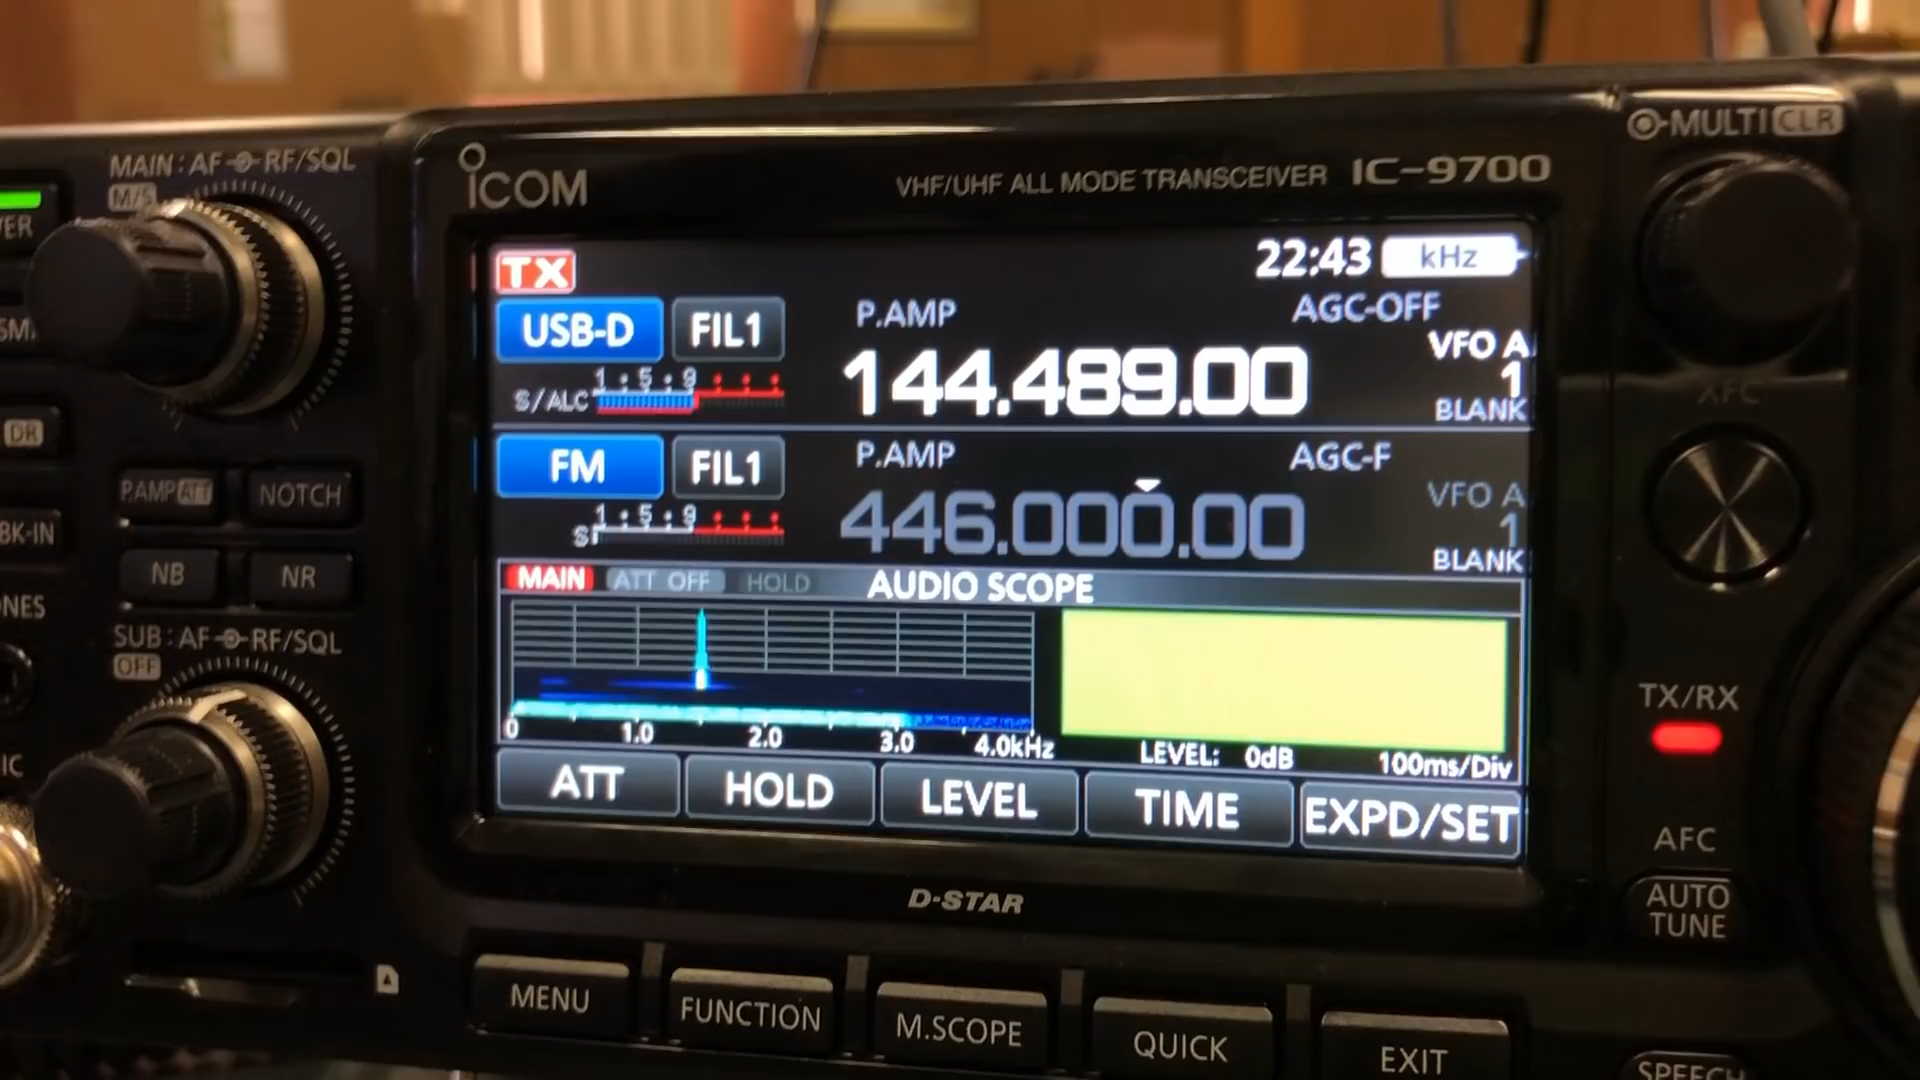 MAIN : AF RF/SQL
M/S
ICOM
VHF/UHF ALL MODE TRANSCEIVER IC-9700
MULTI CLR
TX
22:43 kHz
USB-D FIL1 P.AMP AGC-OFF
144.489.00 VFO A
1
S/ALC 1 : 5 : 9
BLANK
FM FIL1 P.AMP AGC-F
446.000.00 VFO A
1
S 1 : 5 : 9
BLANK
MAIN ATT OFF HOLD AUDIO SCOPE
0 1.0 2.0 3.0 4.0kHz
LEVEL: 0dB 100ms/Div
ATT HOLD LEVEL TIME EXPD/SET
D-STAR
MENU FUNCTION M.SCOPE QUICK EXIT
DR
P.AMP ATT NOTCH
BK-IN
NB NR
SUB : AF RF/SQL
OFF
XFC
TX/RX
AFC
AUTO
TUNE
SPEECH